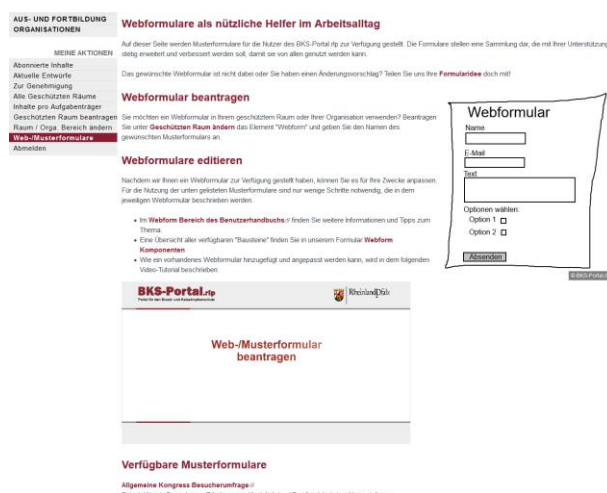 AUS- UND FORTBILDUNG
ORGANISATIONEN
MEINE AKTIONEN
Abonnierte Inhalte
Aktuelle Entwürfe
Zur Genehmigung
Alle Geschützten Räume
Inhalte pro Aufgabenträger
Geschützten Raum beantragen
Raum / Orga. Bereich ändern
Web-/Musterformulare
Abmelden
Webformulare als nützliche Helfer im Arbeitsalltag
Auf dieser Seite werden Musterformulare für die Nutzer des BKS-Portal.rlp zur Verfügung gestellt. Die Formulare stellen eine Sammlung dar, die mit Ihrer Unterstützung
stetig erweitert und verbessert werden soll, damit sie von allen genutzt werden kann.
Das gewünschte Webformular ist nicht dabei oder Sie haben einen Änderungsvorschlag? Teilen Sie uns Ihre Formularidee doch mit!
Webformular beantragen
Sie möchten ein Webformular in Ihrem geschützten Raum oder Ihrer Organisation verwenden? Beantragen
Sie unter Geschützten Raum ändern das Element "Webform" und geben Sie den Namen des
gewünschten Musterformulars an.
Webformulare editieren
Nachdem wir Ihnen ein Webformular zur Verfügung gestellt haben, können Sie es für Ihre Zwecke anpassen.
Für die Nutzung der unten gelisteten Musterformulare sind nur wenige Schritte notwendig, die in dem
jeweiligen Webformular beschrieben werden.
• Im Webform Bereich des Benutzerhandbuchs finden Sie weitere Informationen und Tipps zum
Thema.
• Eine Übersicht aller verfügbaren "Bausteine" finden Sie in unserem Formular Webform
Komponenten
• Wie ein vorhandenes Webformular hinzugefügt und angepasst werden kann, wird in dem folgenden
Video-Tutorial beschrieben:
Webformular
Name
E-Mail
Text
Optionen wählen:
Option 1
Option 2
Absenden
© BKS-Portal.rlp
BKS-Portal.rlp
Portal für den Brand- und Katastrophenschutz
RheinlandPfalz
Web-/Musterformular
beantragen
Verfügbare Musterformulare
Allgemeine Kongress Besucherumfrage